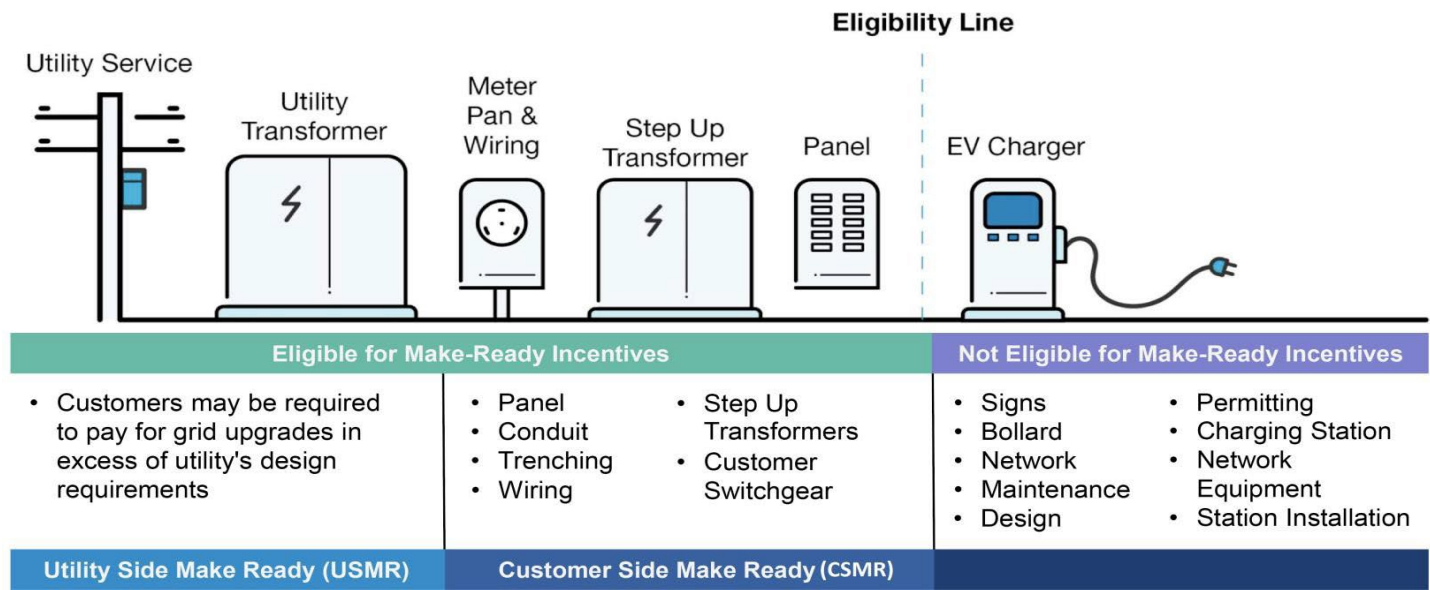 Eligibility Line
Utility Service
Utility
Transformer
Meter
Pan &
Wiring
Step Up
Transformer
Panel
EV Charger
Eligible for Make-Ready Incentives
Not Eligible for Make-Ready Incentives
• Customers may be required
to pay for grid upgrades in
excess of utility's design
requirements
• Panel
• Conduit
• Trenching
• Wiring
• Step Up
Transformers
• Customer
Switchgear
• Signs
• Bollard
• Network
• Maintenance
• Design
• Permitting
• Charging Station
• Network
Equipment
• Station Installation
Utility Side Make Ready (USMR)
Customer Side Make Ready (CSMR)